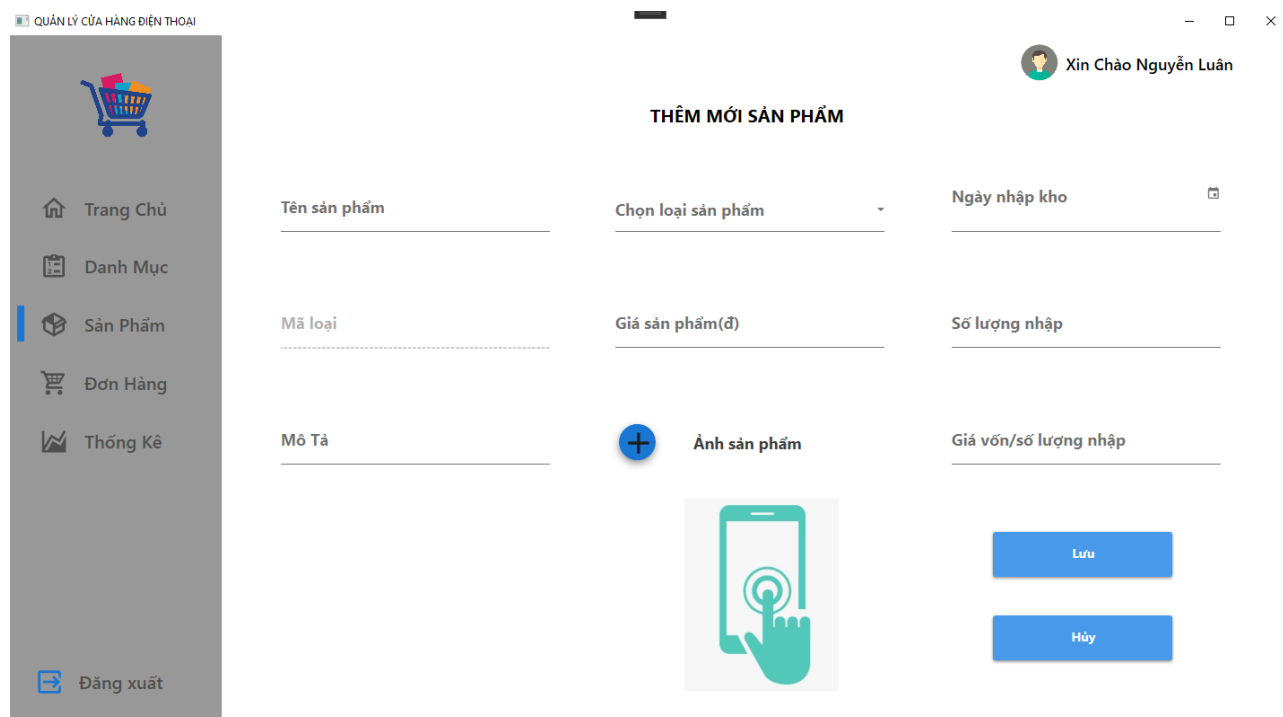 QUẢN LÝ CỬA HÀNG ĐIỆN THOẠI
Xin Chào Nguyễn Luân
THÊM MỚI SẢN PHẨM
Trang Chủ
Danh Mục
Sản Phẩm
Đơn Hàng
Thống Kê
Đăng xuất
Tên sản phẩm
Chọn loại sản phẩm
Ngày nhập kho
Mã loại
Giá sản phẩm(đ)
Số lượng nhập
Mô Tả
Ảnh sản phẩm
Giá vốn/số lượng nhập
Lưu
Hủy